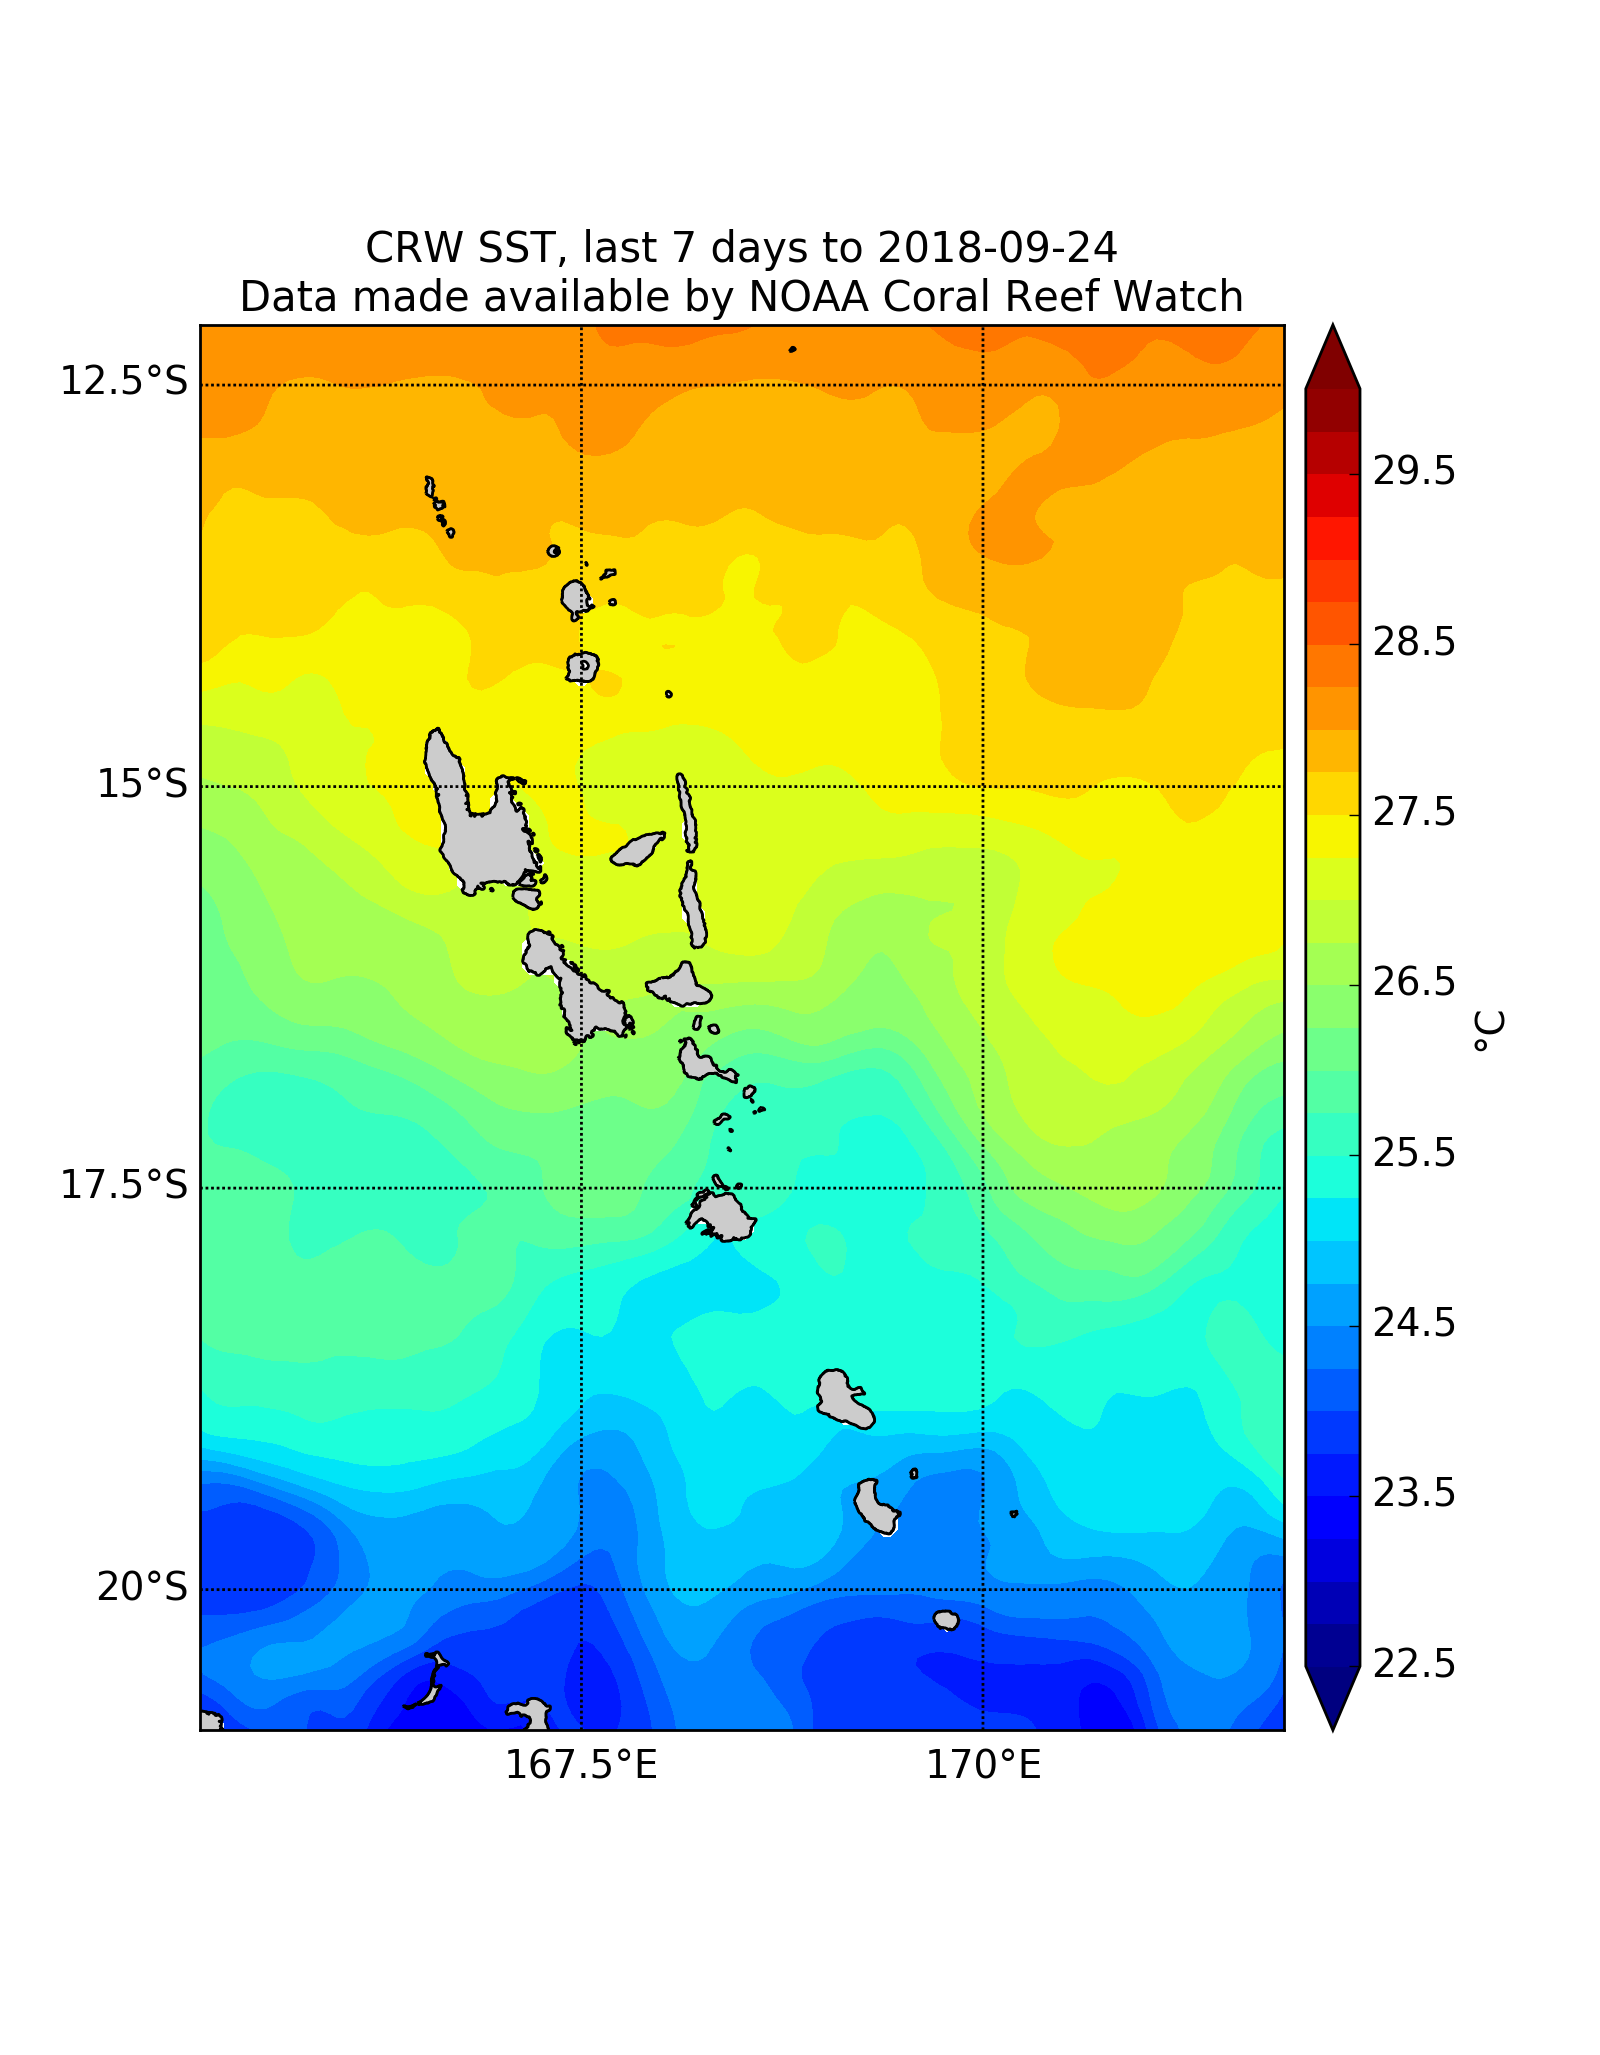 CRW SST, last 7 days to 2018-09-24
Data made available by NOAA Coral Reef Watch
12.5°S
15°S
17.5°S
20°S
167.5°E
170°E
29.5
28.5
27.5
26.5
25.5
24.5
23.5
22.5
°C